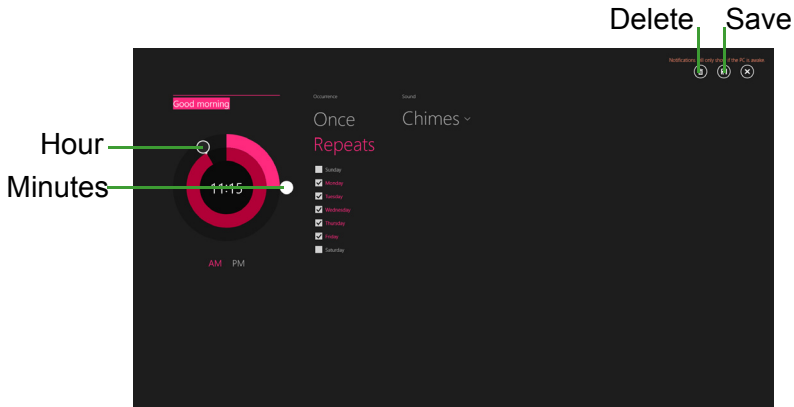 Delete Save
Notifications will only show if the PC is awake.
Good morning
Occurrence
Sound
Once
Chimes
Repeats
Hour
Sunday
Monday
Minutes
11:15
Tuesday
Wednesday
Thursday
Friday
Saturday
AM PM